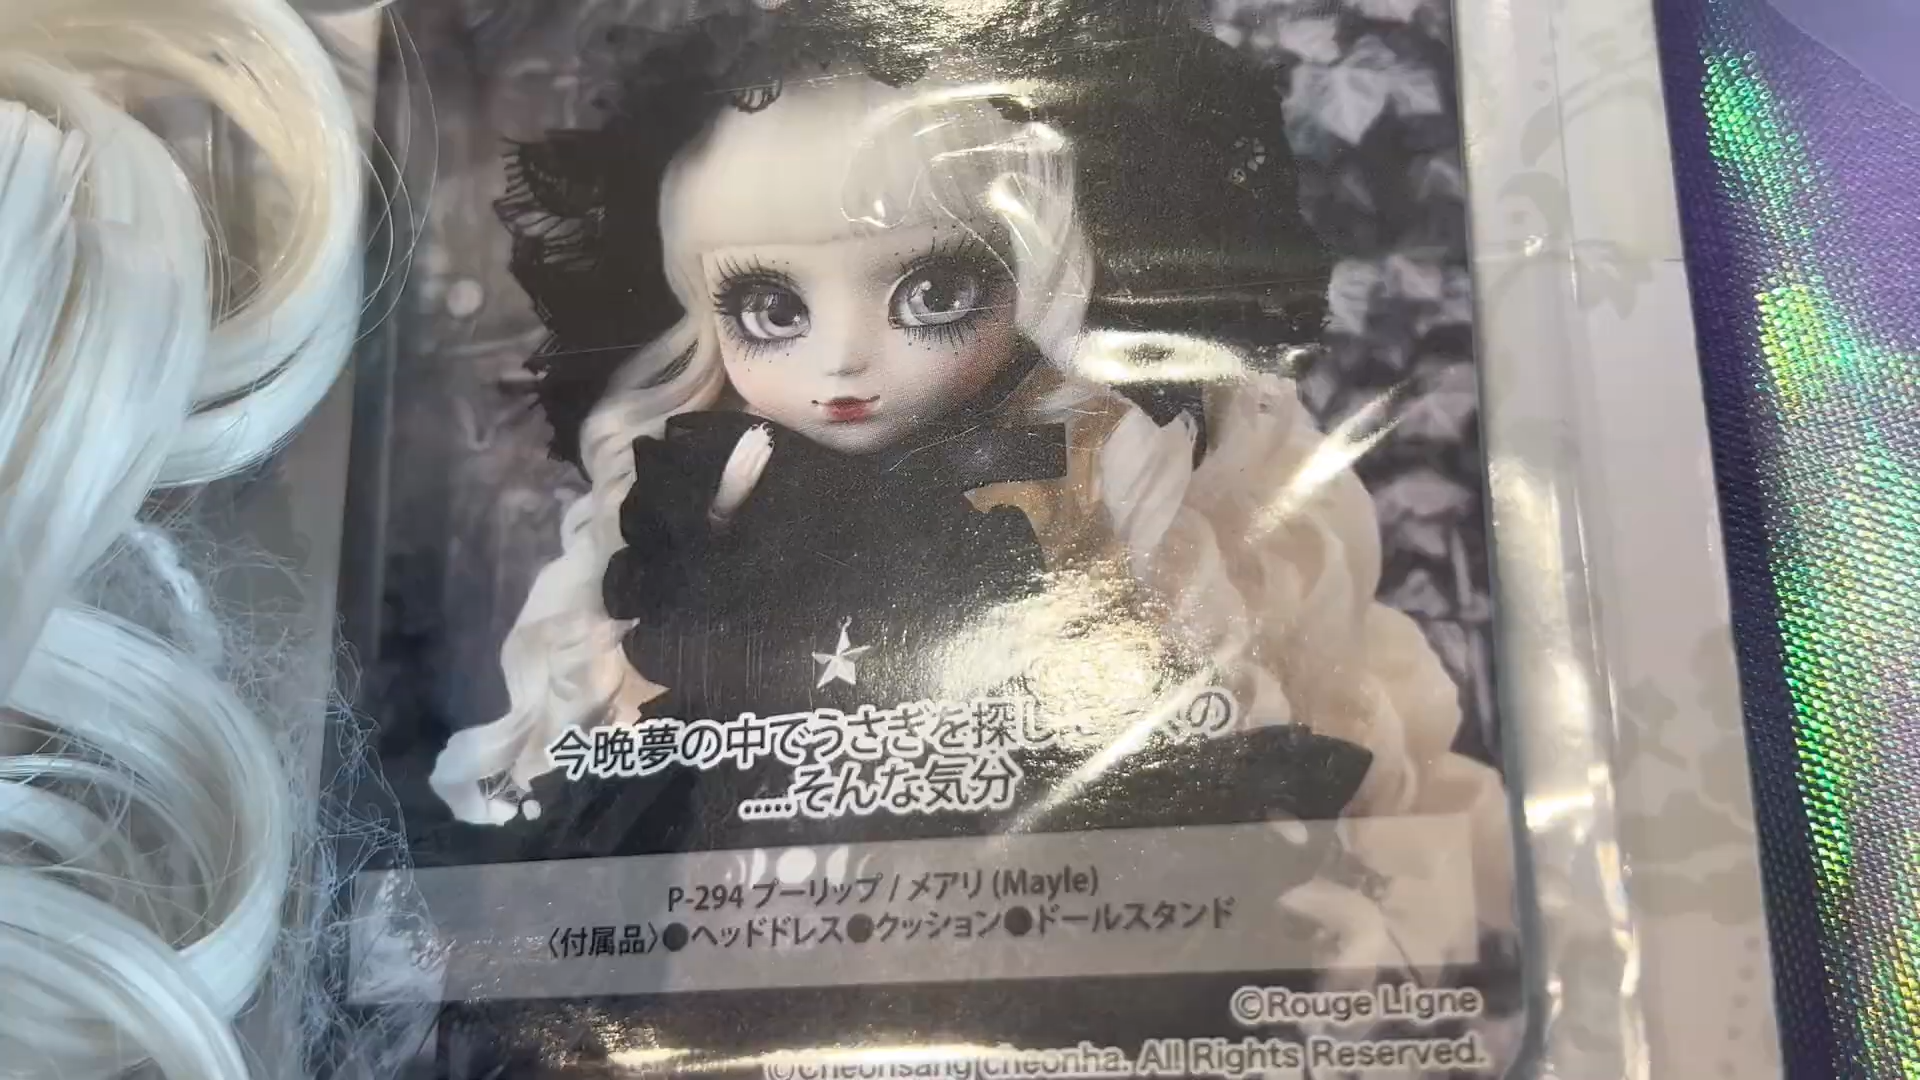 今晩夢の中でうさぎを探し の
.....そんな気分
P-294 プーリップ / メアリ (Mayle)
〈付属品〉●ヘッドドレス●クッション●ドールスタンド
©Rouge Ligne
©Cheonsang cheonha. All Rights Reserved.